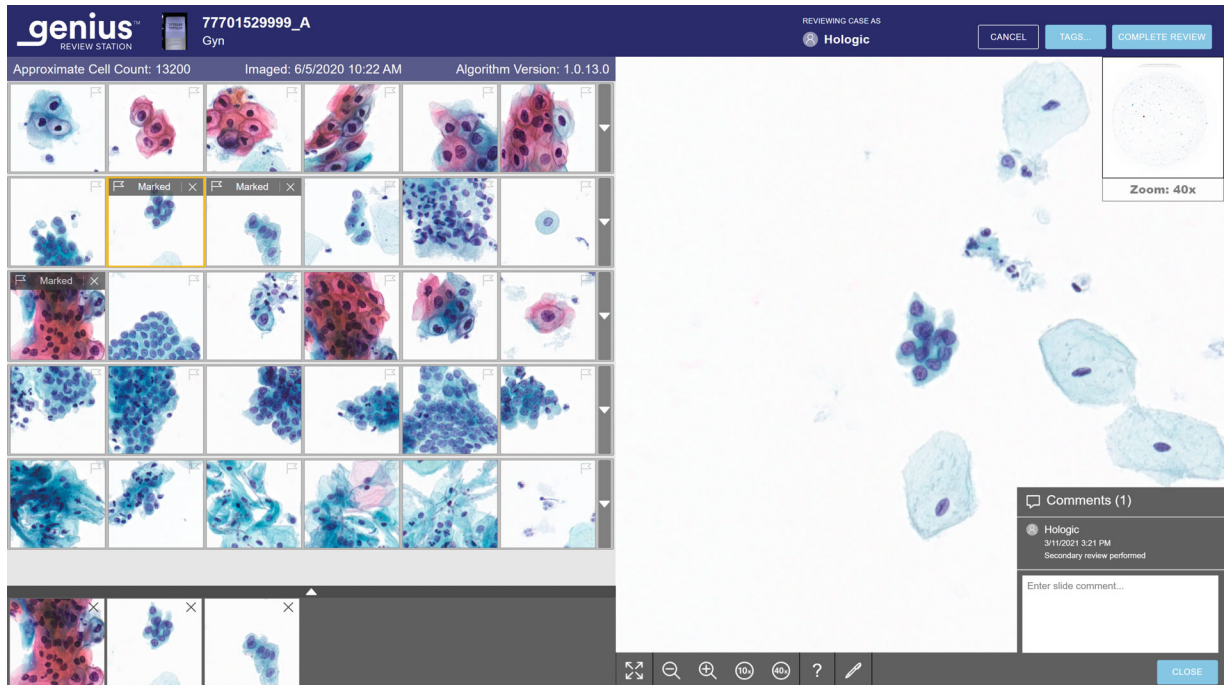 genius™
REVIEW STATION
77701529999_A
Gyn
REVIEWING CASE AS
Hologic
CANCEL
TAGS...
COMPLETE REVIEW
Approximate Cell Count: 13200
Imaged: 6/5/2020 10:22 AM
Algorithm Version: 1.0.13.0
Marked
Marked
Marked
Zoom: 40x
Comments (1)
Hologic
3/11/2021 3:21 PM
Secondary review performed
Enter slide comment...
10x
40x
?
CLOSE